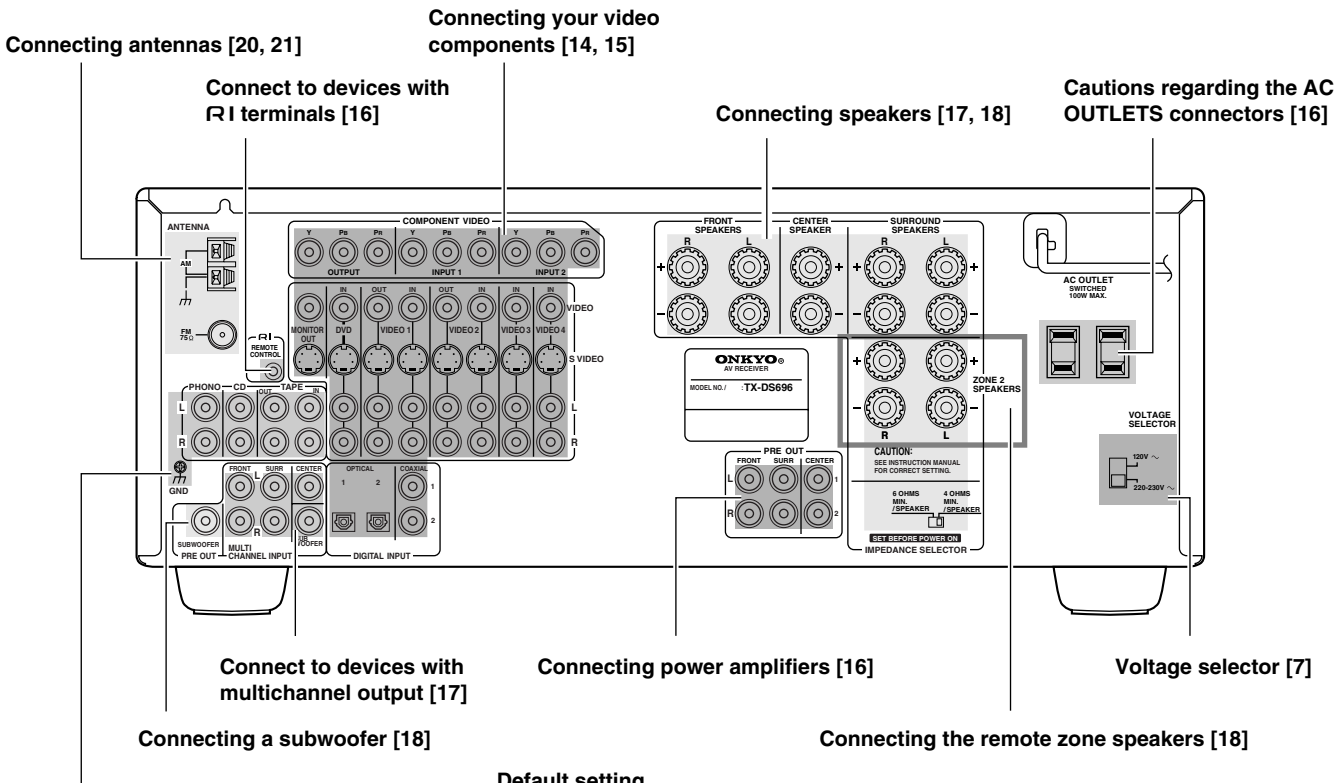 Connecting your video
components [14, 15]
Connecting antennas [20, 21]
Connect to devices with
RI terminals [16]
Connecting speakers [17, 18]
Cautions regarding the AC
OUTLETS connectors [16]
ANTENNA
AM
FM
75Ω
RI
REMOTE
CONTROL
COMPONENT VIDEO
Y PB PR Y PB PR Y PB PR
OUTPUT INPUT 1 INPUT 2
IN OUT IN OUT IN IN IN
VIDEO
MONITOR
OUT
DVD VIDEO 1 VIDEO 2 VIDEO 3 VIDEO 4
S VIDEO
L
R
PHONO CD TAPE
OUT IN
L
R
GND
FRONT SURR CENTER
L
R
SUBWOOFER
PRE OUT
MULTI
CHANNEL INPUT
OPTICAL COAXIAL
1 2 1
2
DIGITAL INPUT
FRONT
SPEAKERS
CENTER
SPEAKER
SURROUND
SPEAKERS
R L R L
+ + +
− − −
ONKYO
AV RECEIVER
MODEL NO. / : TX-DS696
+ +
− −
R L
ZONE 2
SPEAKERS
PRE OUT
FRONT SURR CENTER
L 1
R 2
CAUTION:
SEE INSTRUCTION MANUAL
FOR CORRECT SETTING.
6 OHMS
MIN.
/SPEAKER
4 OHMS
MIN.
/SPEAKER
SET BEFORE POWER ON
IMPEDANCE SELECTOR
AC OUTLET
SWITCHED
100W MAX.
VOLTAGE
SELECTOR
120V ~
220-230V ~
Connect to devices with
multichannel output [17]
Connecting power amplifiers [16]
Voltage selector [7]
Connecting a subwoofer [18]
Connecting the remote zone speakers [18]
Default setting